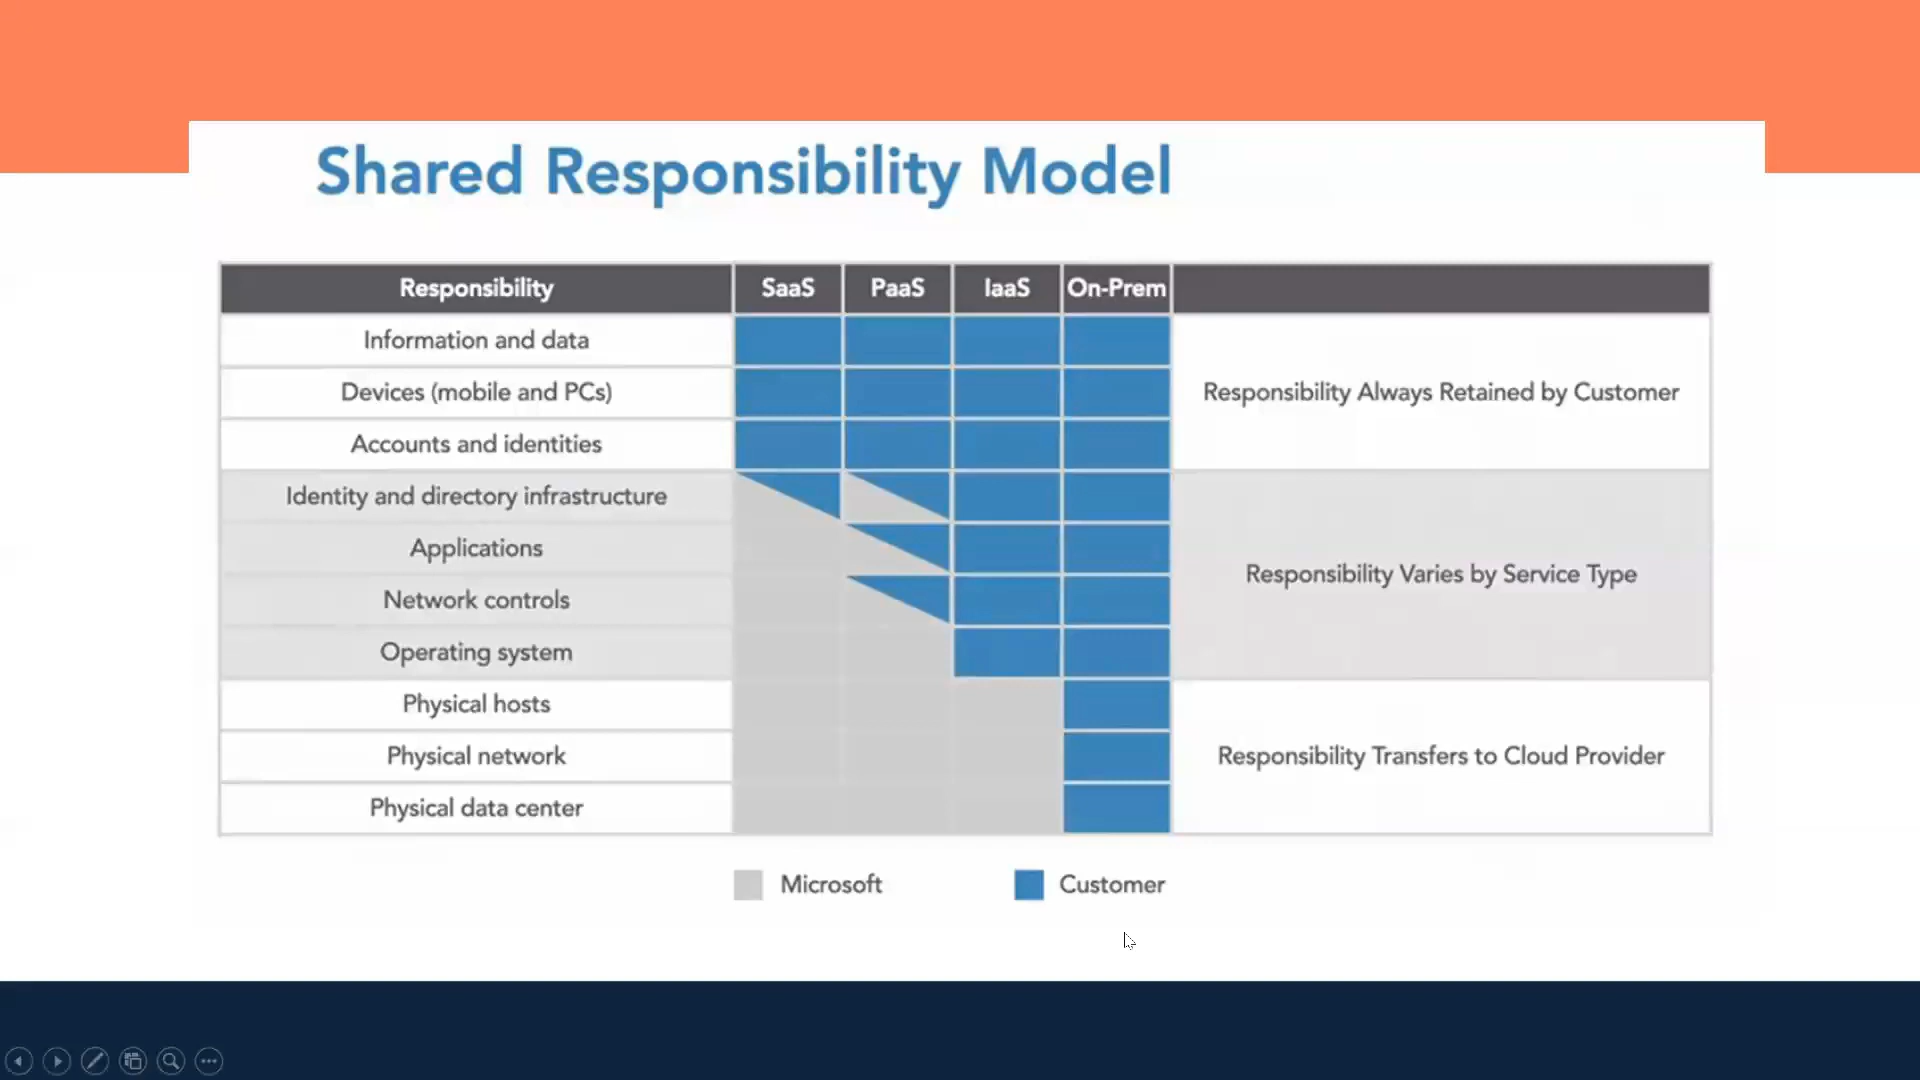 Shared Responsibility Model
Responsibility SaaS PaaS IaaS On-Prem
Information and data
Devices (mobile and PCs)
Accounts and identities
Responsibility Always Retained by Customer
Identity and directory infrastructure
Applications
Network controls
Operating system
Responsibility Varies by Service Type
Physical hosts
Physical network
Physical data center
Responsibility Transfers to Cloud Provider
Microsoft Customer